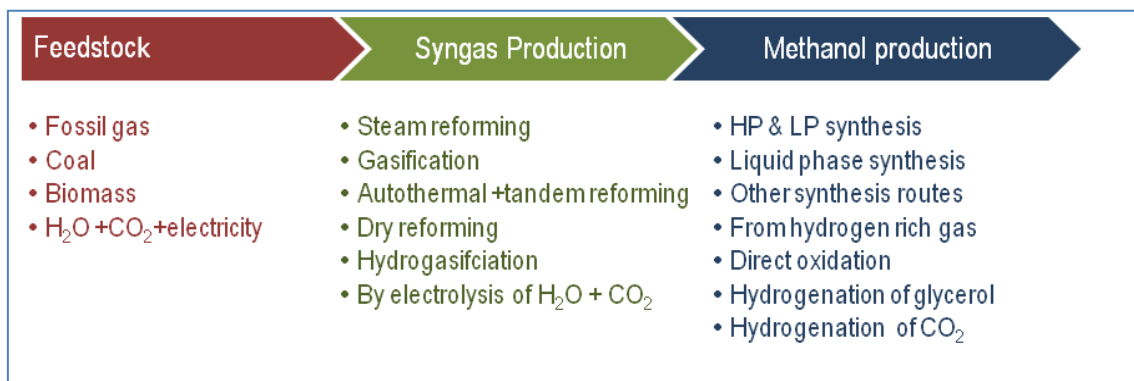 Feedstock
Syngas Production
Methanol production
• Fossil gas
• Coal
• Biomass
• H₂O +CO₂+electricity
• Steam reforming
• Gasification
• Autothermal +tandem reforming
• Dry reforming
• Hydrogasifciation
• By electrolysis of H₂O + CO₂
• HP & LP synthesis
• Liquid phase synthesis
• Other synthesis routes
• From hydrogen rich gas
• Direct oxidation
• Hydrogenation of glycerol
• Hydrogenation of CO₂